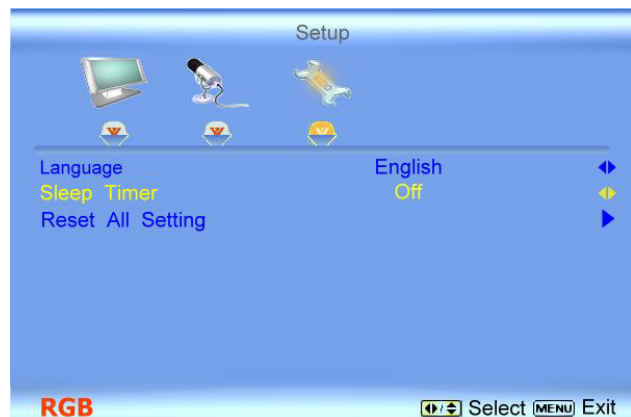 Setup
Language English
Sleep Timer Off
Reset All Setting
RGB Select MENU Exit